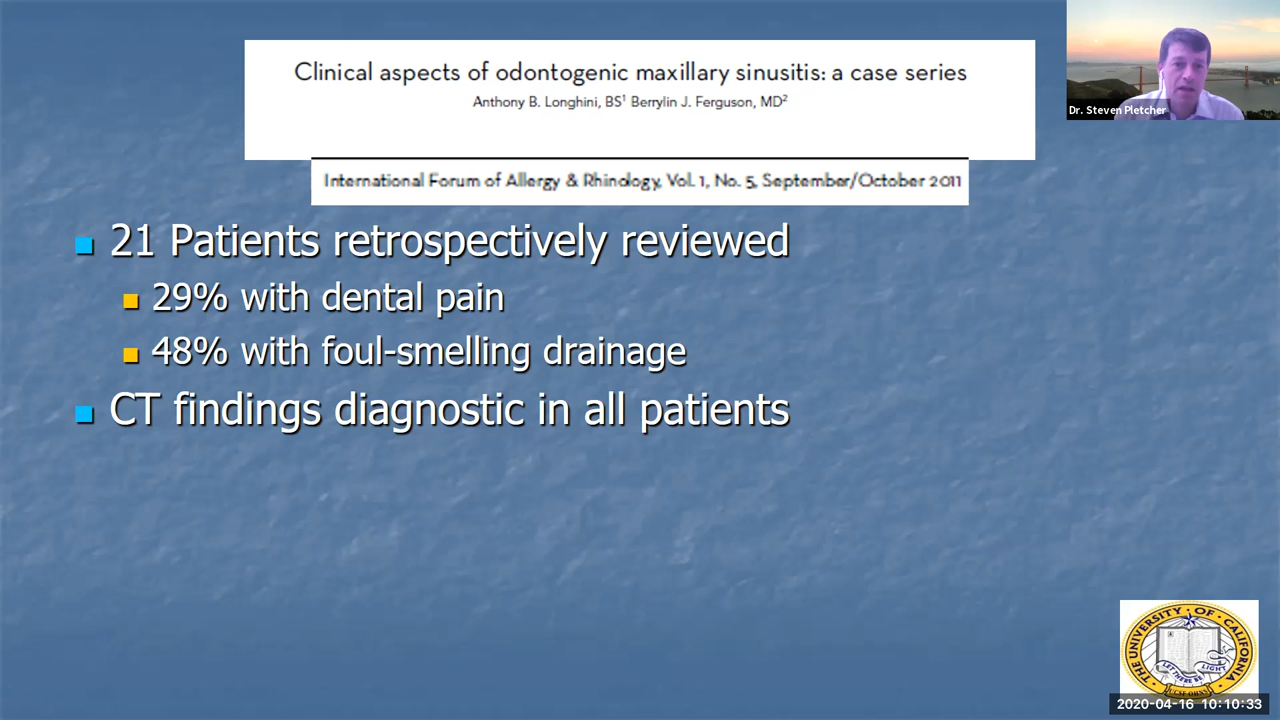 Clinical aspects of odontogenic maxillary sinusitis: a case series
Anthony B. Longhini, BS¹ Berrylin J. Ferguson, MD²
Dr. Steven Pletcher
International Forum of Allergy & Rhinology, Vol. 1, No. 5, September/October 2011
21 Patients retrospectively reviewed
29% with dental pain
48% with foul-smelling drainage
CT findings diagnostic in all patients
THE UNIVERSITY OF CALIFORNIA
LET THERE BE LIGHT
UCSF OHNS
2020-04-16 10:10:33